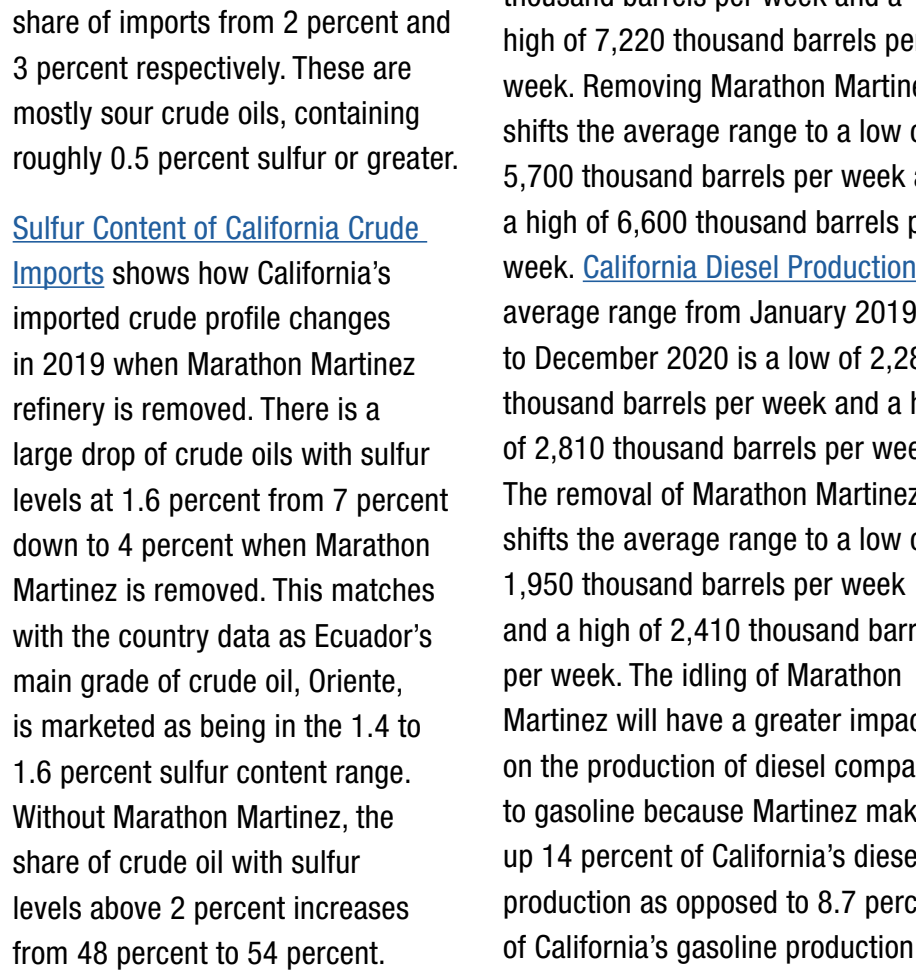 share of imports from 2 percent and
3 percent respectively. These are
mostly sour crude oils, containing
roughly 0.5 percent sulfur or greater.
Sulfur Content of California Crude
Imports shows how California’s
imported crude profile changes
in 2019 when Marathon Martinez
refinery is removed. There is a
large drop of crude oils with sulfur
levels at 1.6 percent from 7 percent
down to 4 percent when Marathon
Martinez is removed. This matches
with the country data as Ecuador’s
main grade of crude oil, Oriente,
is marketed as being in the 1.4 to
1.6 percent sulfur content range.
Without Marathon Martinez, the
share of crude oil with sulfur
levels above 2 percent increases
from 48 percent to 54 percent.
thousand barrels per week and a
high of 7,220 thousand barrels per
week. Removing Marathon
shifts the average range to a low
5,700 thousand barrels per week
a high of 6,600 thousand barrels
week. California Diesel Production
average range from January 2019
to December 2020 is a low of
thousand barrels per week and a
of 2,810 thousand barrels per
The removal of Marathon Martinez
shifts the average range to a low
1,950 thousand barrels per week
and a high of 2,410 thousand
per week. The idling of Marathon
Martinez will have a greater
on the production of diesel
to gasoline because Martinez
up 14 percent of California’s
production as opposed to 8.7
of California’s gasoline production